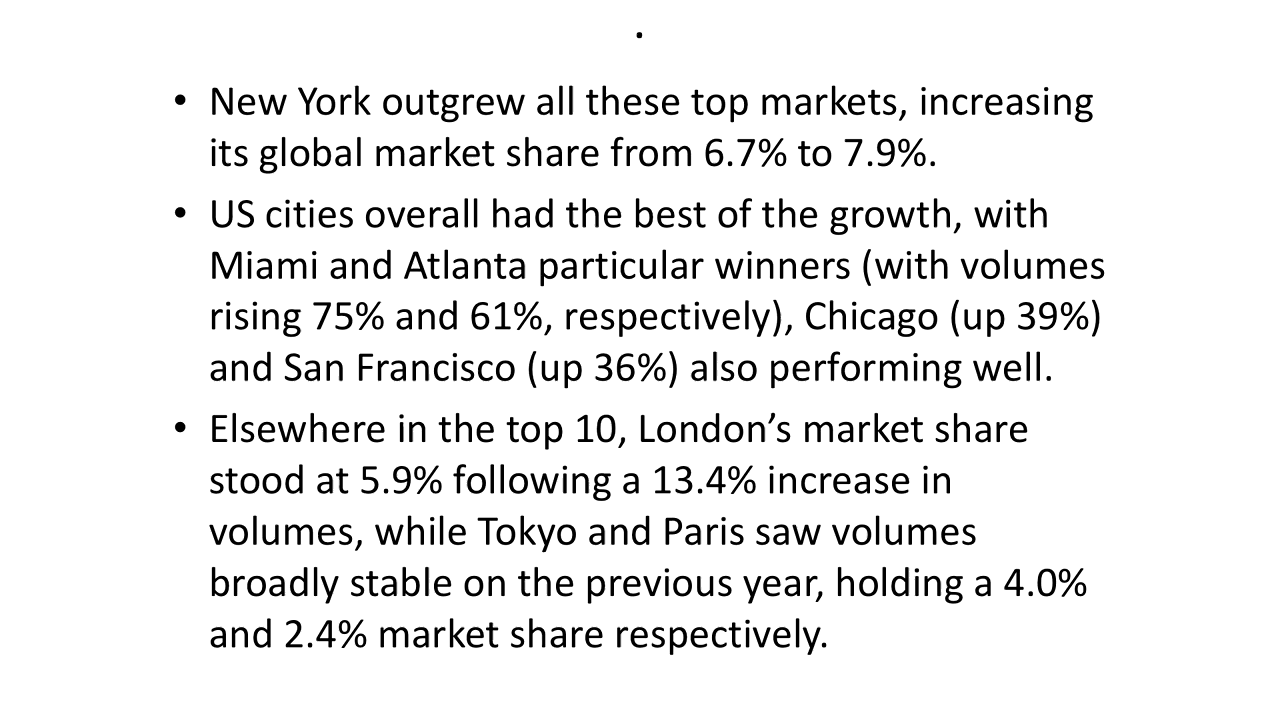 .
• New York outgrew all these top markets, increasing
its global market share from 6.7% to 7.9%.
• US cities overall had the best of the growth, with
Miami and Atlanta particular winners (with volumes
rising 75% and 61%, respectively), Chicago (up 39%)
and San Francisco (up 36%) also performing well.
• Elsewhere in the top 10, London’s market share
stood at 5.9% following a 13.4% increase in
volumes, while Tokyo and Paris saw volumes
broadly stable on the previous year, holding a 4.0%
and 2.4% market share respectively.